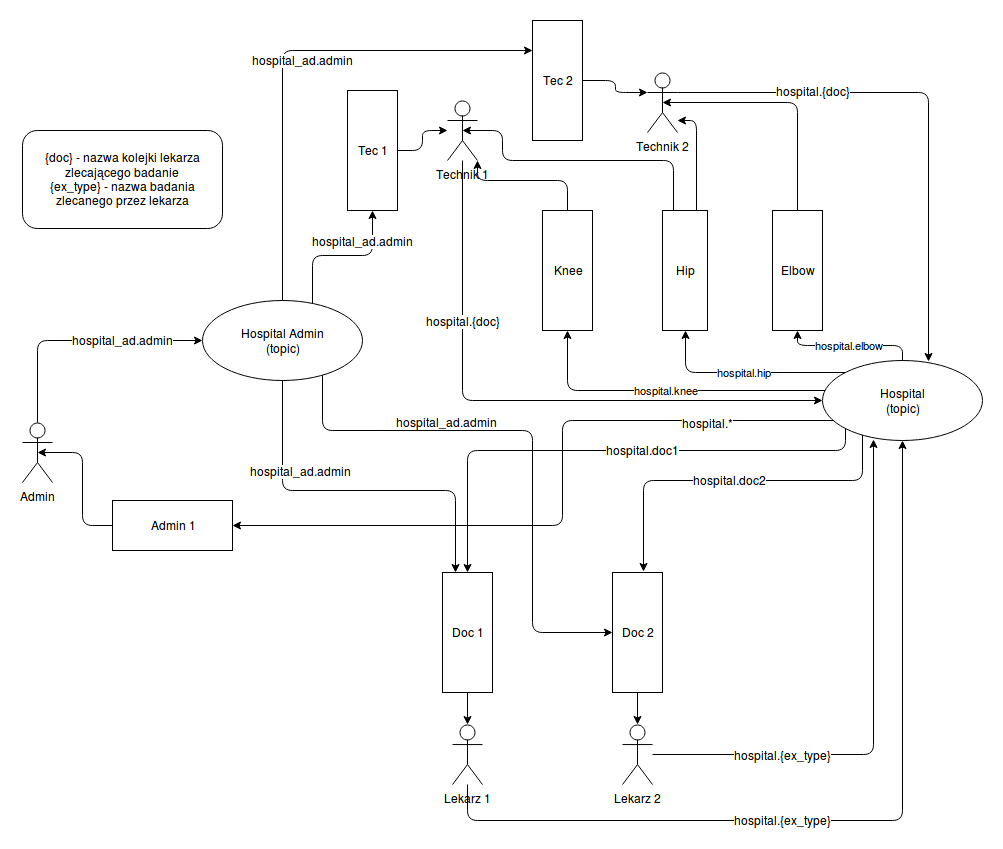 hospital_ad.admin
Tec 2
hospital.{doc}
Technik 2
Tec 1
Technik 1
{doc} - nazwa kolejki lekarza
zlecającego badanie
{ex_type} - nazwa badania
zlecanego przez lekarza
hospital_ad.admin
Knee
Hip
Elbow
hospital.{doc}
Hospital Admin
(topic)
hospital_ad.admin
hospital.elbow
hospital.hip
hospital.knee
Hospital
(topic)
hospital_ad.admin
hospital.*
hospital.doc1
hospital_ad.admin
hospital.doc2
Admin
Admin 1
Doc 1
Doc 2
hospital.{ex_type}
Lekarz 1
Lekarz 2
hospital.{ex_type}